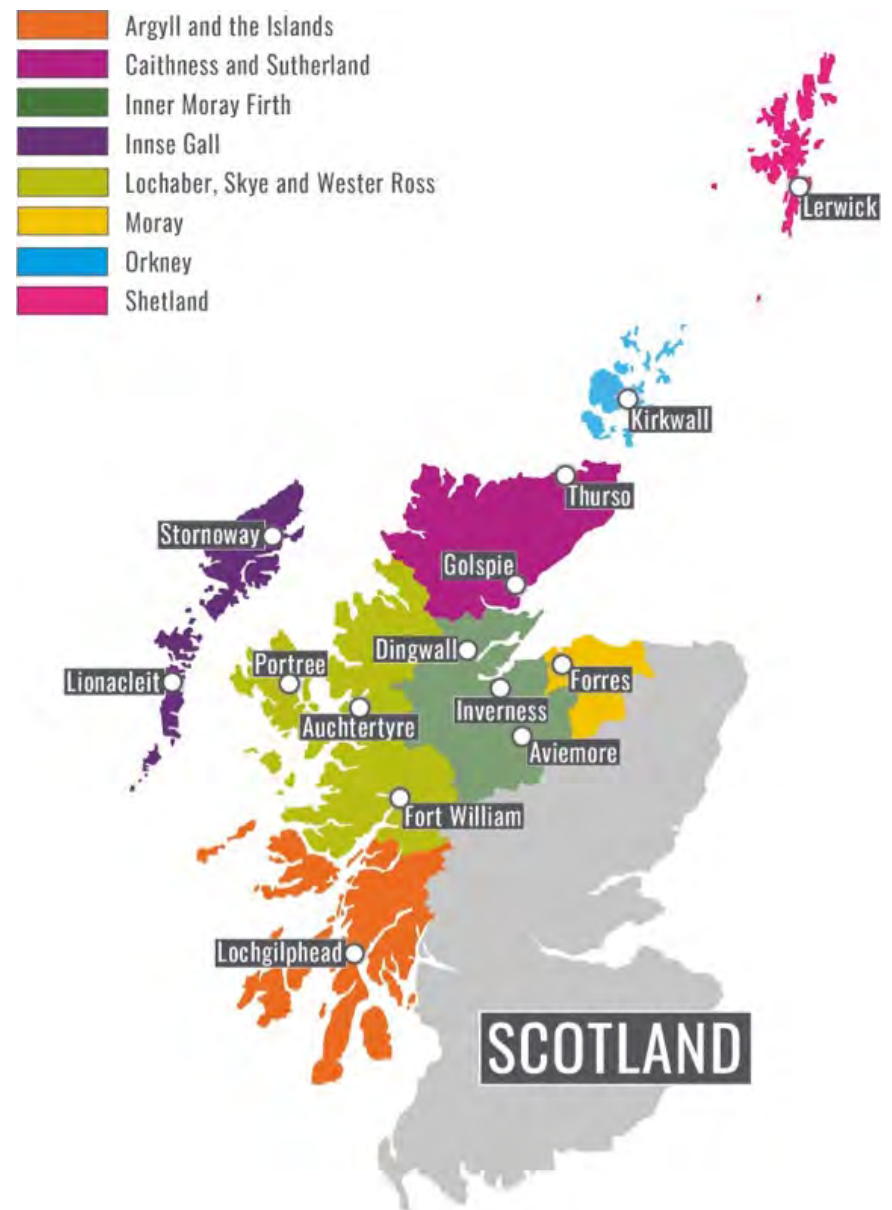 Argyll and the Islands
Caithness and Sutherland
Inner Moray Firth
Innse Gall
Lochaber, Skye and Wester Ross
Moray
Orkney
Shetland
Lerwick
Kirkwall
Thurso
Stornoway
Golspie
Dingwall
Portree
Forres
Lionacleit
Inverness
Auchtertyre
Aviemore
Fort William
Lochgilphead
SCOTLAND